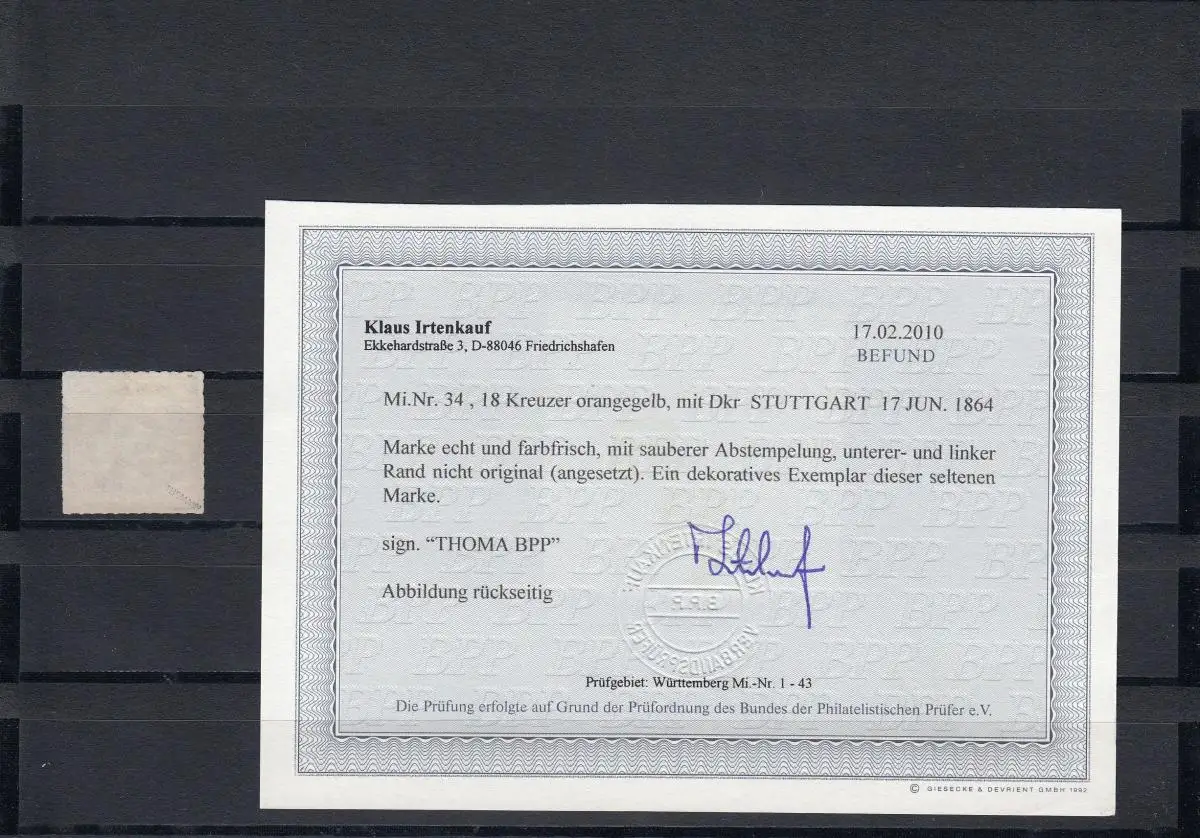 Klaus Irtenkauf
Ekkehardstraße 3, D-88046 Friedrichshafen
17.02.2010
BEFUND
Mi.Nr. 34 , 18 Kreuzer orangegelb, mit Dkr STUTTGART 17 JUN. 1864
Marke echt und farbfrisch, mit sauberer Abstempelung, unterer- und linker
Rand nicht original (angesetzt). Ein dekoratives Exemplar dieser seltenen
Marke.
sign. “THOMA BPP”
Abbildung rückseitig
B.P.P.
VERBANDSPRÜFER
Prüfgebiet: Württemberg Mi.-Nr. 1 - 43
Die Prüfung erfolgte auf Grund der Prüfordnung des Bundes der Philatelistischen Prüfer e.V.
© GIESECKE & DEVRIENT GMBH 1992